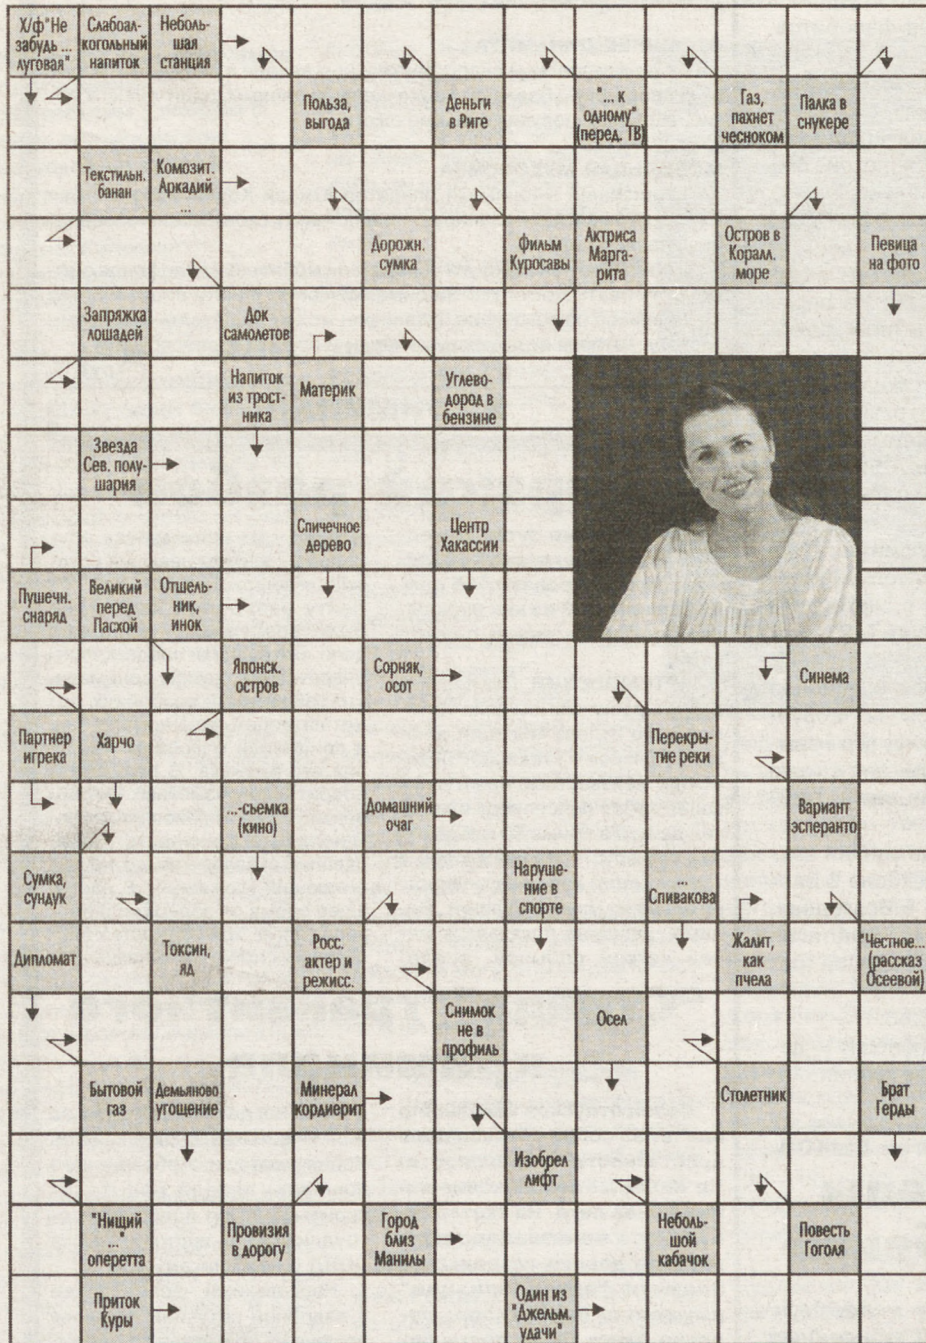 Х/ф"Не
забудь ...
луговая"
Слабоал-
когольный
напиток
Неболь-
шая
станция
Польза,
выгода
Деньги
в Риге
"... к
одному"
(перед. ТВ)
Газ,
пахнет
чесноком
Палка в
снукере
Текстильн.
банан
Комозит.
Аркадий
...
Дорожн.
сумка
Фильм
Куросавы
Актриса
Марга-
рита
Остров в
Коралл.
море
Певица
на фото
Запряжка
лошадей
Док
самолетов
Напиток
из трост-
ника
Материк
Углево-
дород в
бензине
Звезда
Сев. полу-
шария
Спичечное
дерево
Центр
Хакассии
Пушечн.
снаряд
Великий
перед
Пасхой
Отшель-
ник,
инок
Японск.
остров
Сорняк,
осот
Синема
Партнер
игрека
Харчо
Перекры-
тие реки
...-сьемка
(кино)
Домашний
очаг
Вариант
эсперанто
Сумка,
сундук
Наруше-
ние в
спорте
...
Спивакова
Дипломат
Токсин,
яд
Росс.
актер и
режисс.
Жалит,
как
пчела
Честное...
(рассказ
Осеевой)
Снимок
не в
профиль
Осел
Бытовой
газ
Демьяново
угощение
Минерал
кордиерит
Столетник
Брат
Герды
Изобрел
лифт
"Нищий
..."
оперетта
Провизия
в дорогу
Город
близ
Манилы
Неболь-
шой
кабачок
Повесть
Гоголя
Приток
Куры
Один из
"Джельм.
удачи"